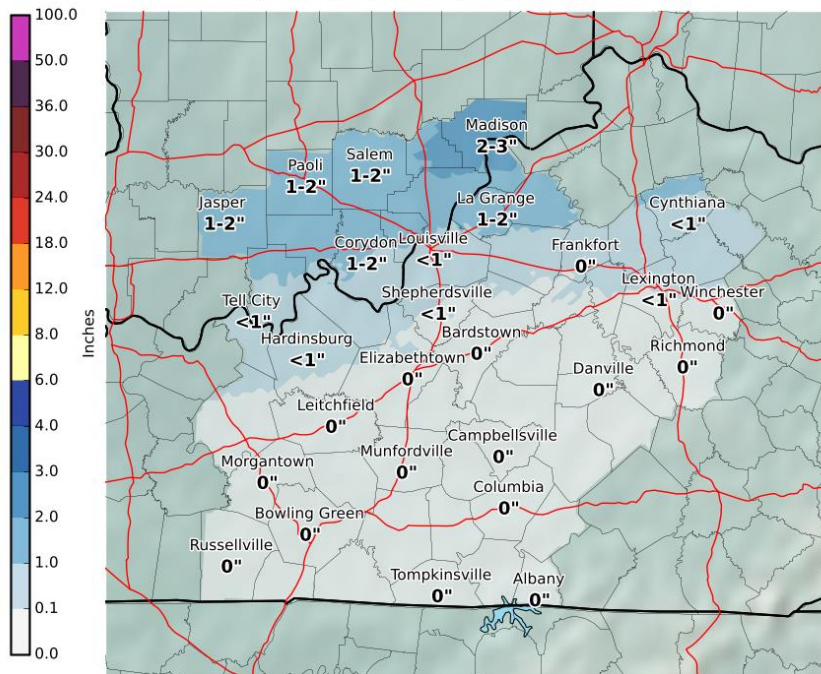 100.0
50.0
36.0
30.0
24.0
18.0
12.0
8.0
6.0
4.0
3.0
2.0
1.0
0.1
0.0
Inches
Madison
2-3"
Salem
1-2"
Paoli
1-2"
Jasper
1-2"
La Grange
1-2"
Cynthiana
<1"
Corydon
1-2"
Louisville
<1"
Frankfort
0"
Lexington
<1"
Winchester
0"
Tell City
<1"
Shepherdsville
<1"
Hardinsburg
<1"
Bardstown
0"
Richmond
0"
Elizabethtown
0"
Danville
0"
Leitchfield
0"
Campbellsville
0"
Munfordville
0"
Morgantown
0"
Columbia
0"
Bowling Green
0"
Russellville
0"
Tompkinsville
0"
Albany
0"